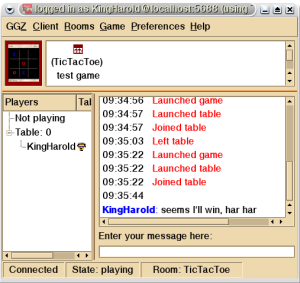 logged in as KingHarold@localhost:5688 (using
GGZ Client Rooms Game Preferences Help
(TicTacToe)
test game
Players Tal
Not playing
Table: 0
KingHarold
09:34:56 Launched game
09:34:57 Launched table
09:34:57 Joined table
09:35:03 Left table
09:35:22 Launched game
09:35:22 Launched table
09:35:22 Joined table
09:35:44
KingHarold: seems I'll win, har har
Enter your message here:
Connected State: playing Room: TicTacToe